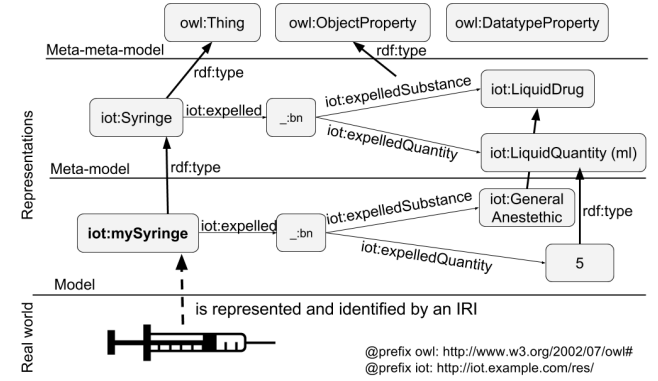 owl:Thing
owl:ObjectProperty
owl:DatatypeProperty
Meta-meta-model
rdf:type
rdf:type
iot:expelledSubstance
iot:LiquidDrug
iot:Syringe
iot:expelled
_:bn
iot:expelledQuantity
iot:LiquidQuantity (ml)
Representations
Meta-model
rdf:type
iot:expelledSubstance
iot:General
Anestethic
rdf:type
iot:mySyringe
iot:expelled
_:bn
iot:expelledQuantity
5
Model
Real world
is represented and identified by an IRI
@prefix owl: http://www.w3.org/2002/07/owl#
@prefix iot: http://iot.example.com/res/